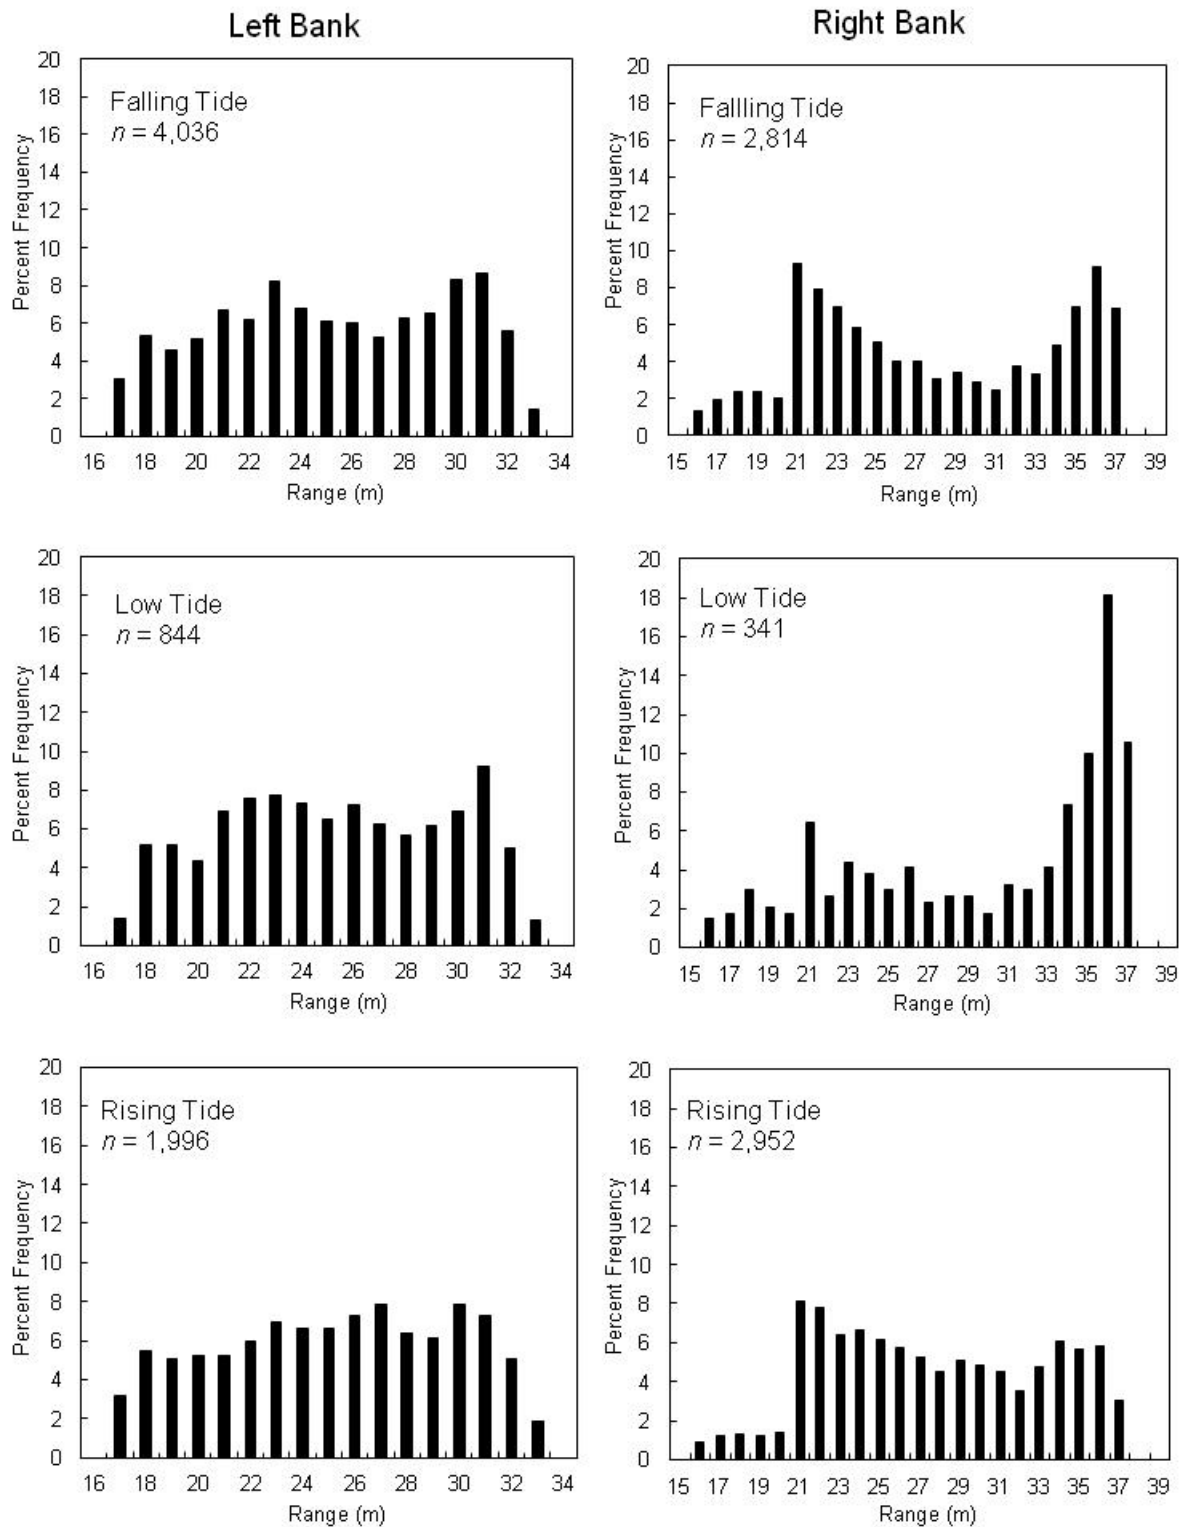 Left Bank
Right Bank
20
18
16
14
12
10
8
6
4
2
0
Percent Frequency
Falling Tide
n = 4,036
16 18 20 22 24 26 28 30 32 34
Range (m)
20
18
16
14
12
10
8
6
4
2
0
Percent Frequency
Fallling Tide
n = 2,814
15 17 19 21 23 25 27 29 31 33 35 37 39
Range (m)
20
18
16
14
12
10
8
6
4
2
0
Percent Frequency
Low Tide
n = 844
16 18 20 22 24 26 28 30 32 34
Range (m)
20
18
16
14
12
10
8
6
4
2
0
Percent Frequency
Low Tide
n = 341
15 17 19 21 23 25 27 29 31 33 35 37 39
Range (m)
20
18
16
14
12
10
8
6
4
2
0
Percent Frequency
Rising Tide
n = 1,996
16 18 20 22 24 26 28 30 32 34
Range (m)
20
18
16
14
12
10
8
6
4
2
0
Percent Frequency
Rising Tide
n = 2,952
15 17 19 21 23 25 27 29 31 33 35 37 39
Range (m)